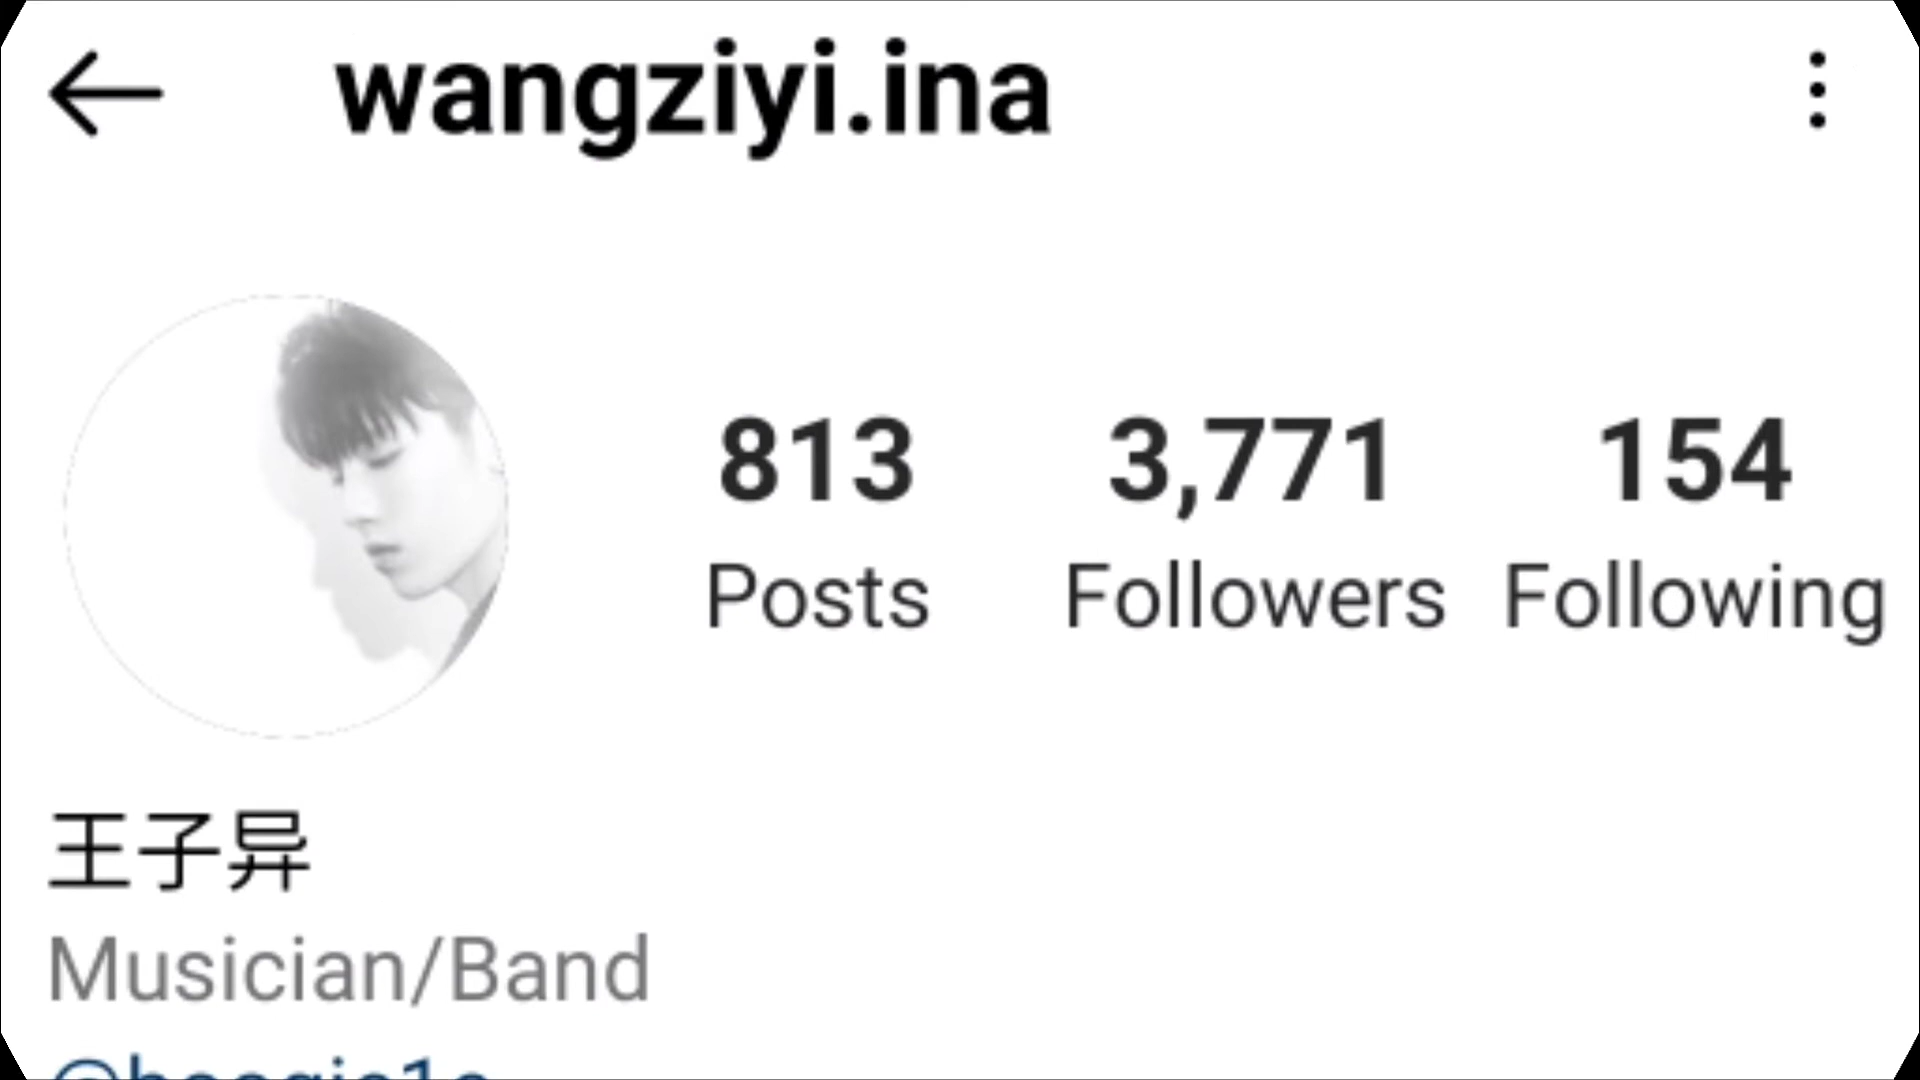 wangziyi.ina
813 3,771 154
Posts Followers Following
王子异
Musician/Band